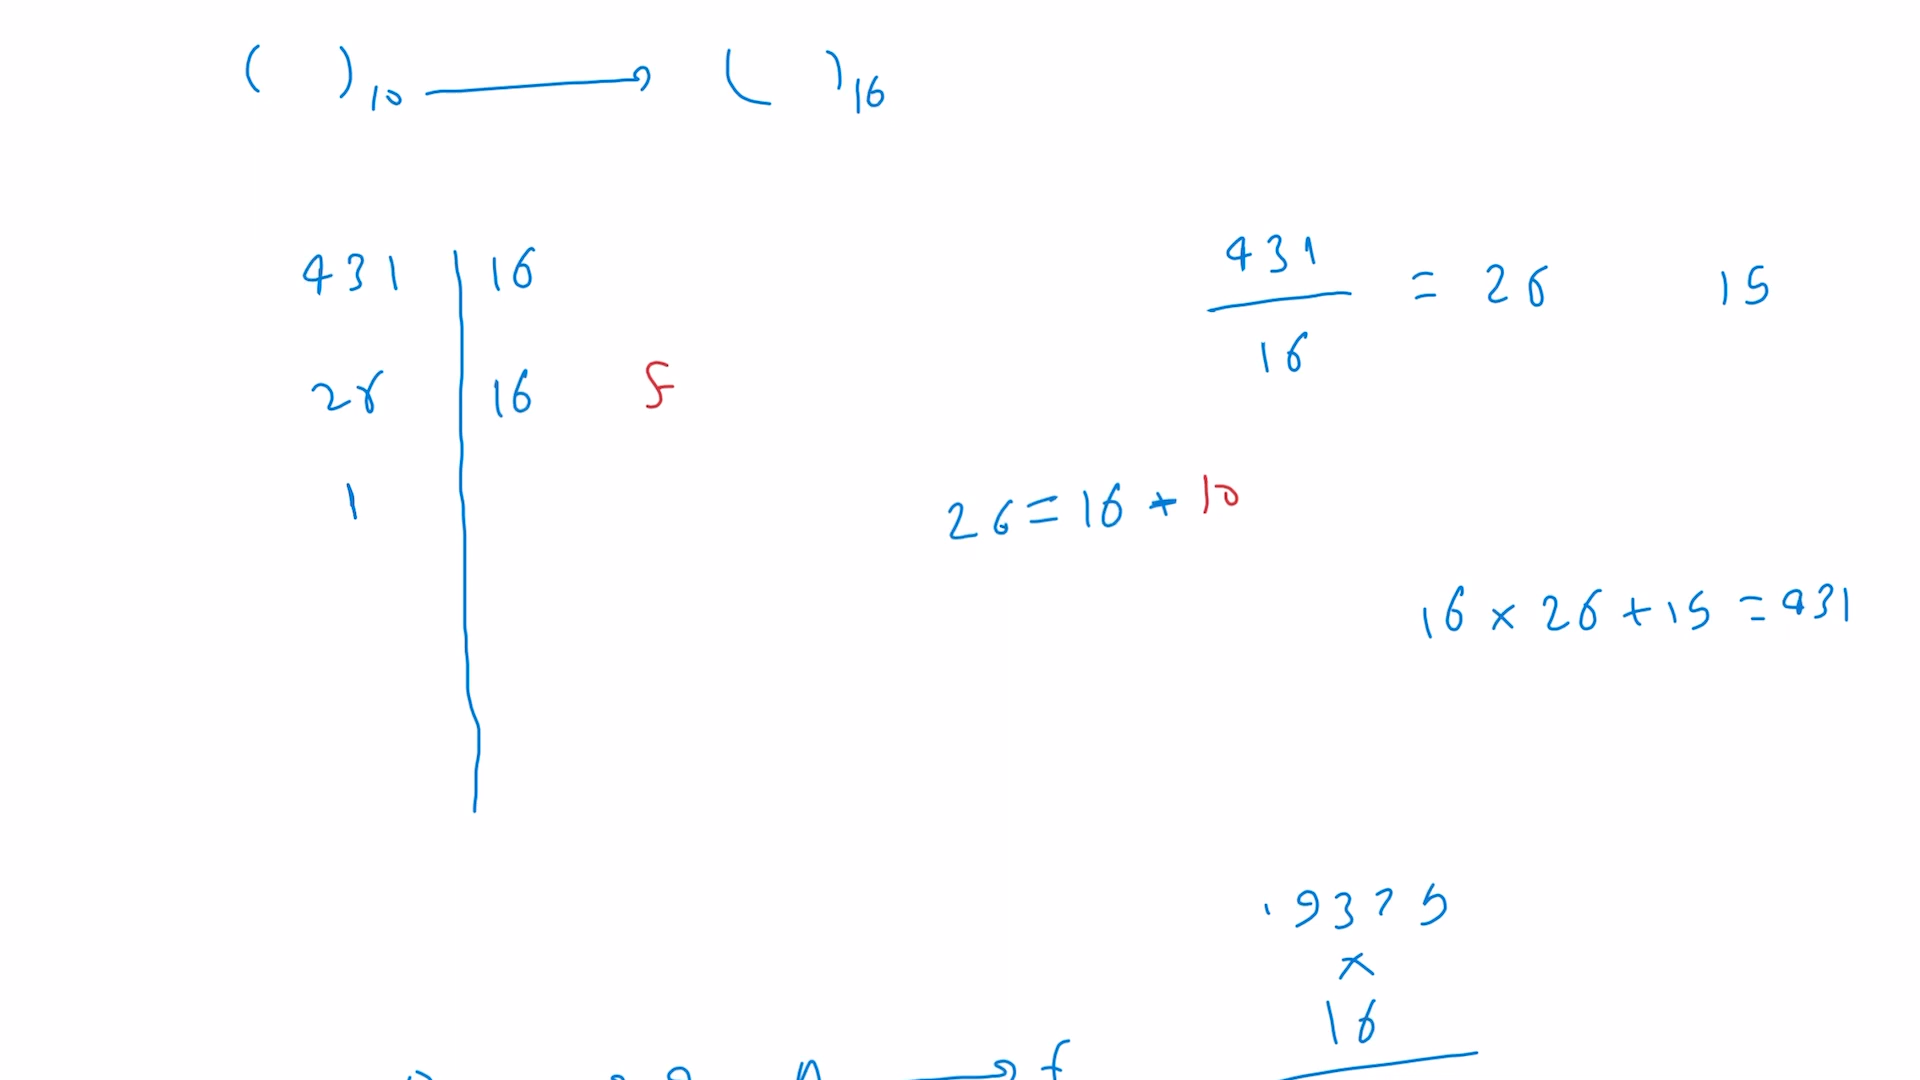 ( )10 → ( )16
431 | 16
26 | 16 F
1
431
16
= 26 15
26 = 16 + 10
16 × 26 + 15 = 431
.9375
×
16